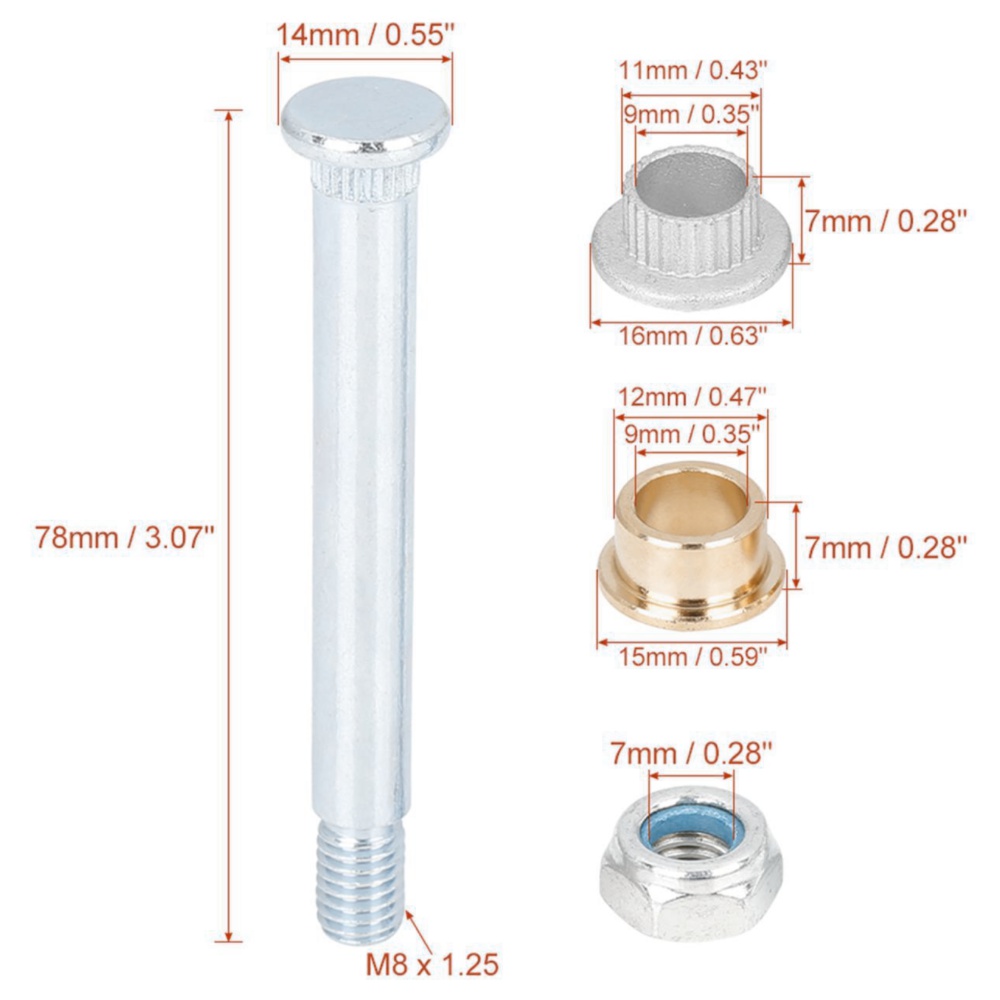 14mm / 0.55"
78mm / 3.07"
M8 x 1.25
11mm / 0.43"
9mm / 0.35"
7mm / 0.28"
16mm / 0.63"
12mm / 0.47"
9mm / 0.35"
7mm / 0.28"
15mm / 0.59"
7mm / 0.28"